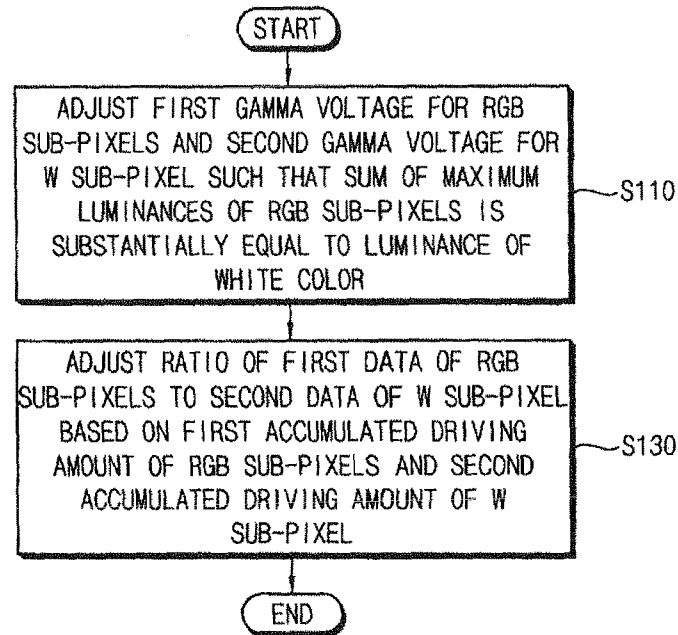 START
ADJUST FIRST GAMMA VOLTAGE FOR RGB
SUB-PIXELS AND SECOND GAMMA VOLTAGE FOR
W SUB-PIXEL SUCH THAT SUM OF MAXIMUM
LUMINANCES OF RGB SUB-PIXELS IS
SUBSTANTIALLY EQUAL TO LUMINANCE OF
WHITE COLOR
S110
ADJUST RATIO OF FIRST DATA OF RGB
SUB-PIXELS TO SECOND DATA OF W SUB-PIXEL
BASED ON FIRST ACCUMULATED DRIVING
AMOUNT OF RGB SUB-PIXELS AND SECOND
ACCUMULATED DRIVING AMOUNT OF W
SUB-PIXEL
S130
END